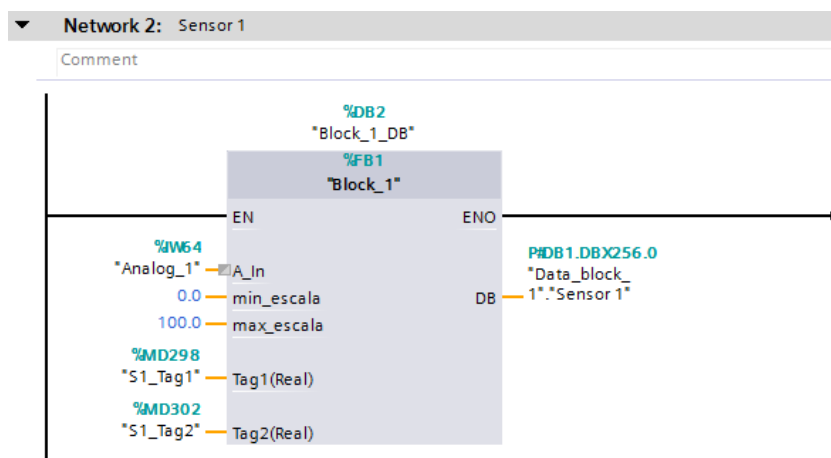 Network 2: Sensor 1
Comment
%DB2
"Block_1_DB"
%FB1
"Block_1"
EN
ENO
%IW64
"Analog_1"
A_In
0.0
min_escala
100.0
max_escala
P#DB1.DBX256.0
"Data_block_
1"."Sensor 1"
DB
%MD298
"S1_Tag1"
Tag1(Real)
%MD302
"S1_Tag2"
Tag2(Real)